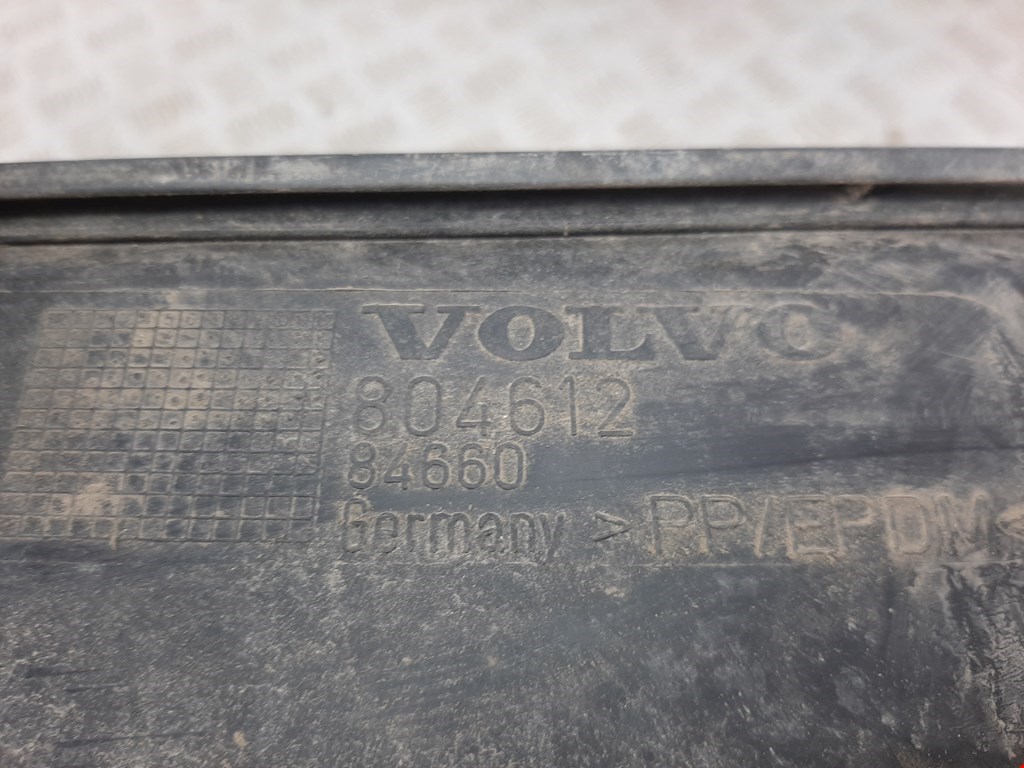 VOLVO
804612
84660
Germany >PP/EPDM<